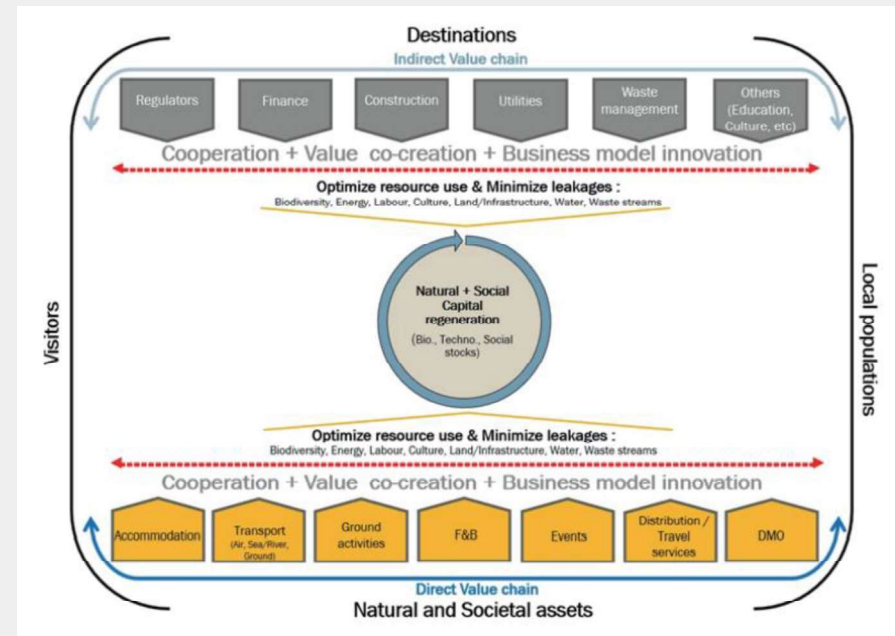 Destinations
Indirect Value chain
Regulators
Finance
Construction
Utilities
Waste
management
Others
(Education,
Culture, etc)
Cooperation + Value co-creation + Business model innovation
Optimize resource use & Minimize leakages :
Biodiversity, Energy, Labour, Culture, Land/Infrastructure, Water, Waste streams
Visitors
Natural + Social
Capital
regeneration
(Bio., Techno., Social
stocks)
Local populations
Optimize resource use & Minimize leakages :
Biodiversity, Energy, Labour, Culture, Land/Infrastructure, Water, Waste streams
Cooperation + Value co-creation + Business model innovation
Accommodation
Transport
(Air, Sea/River,
Ground)
Ground
activities
F&B
Events
Distribution /
Travel
services
DMO
Direct Value chain
Natural and Societal assets